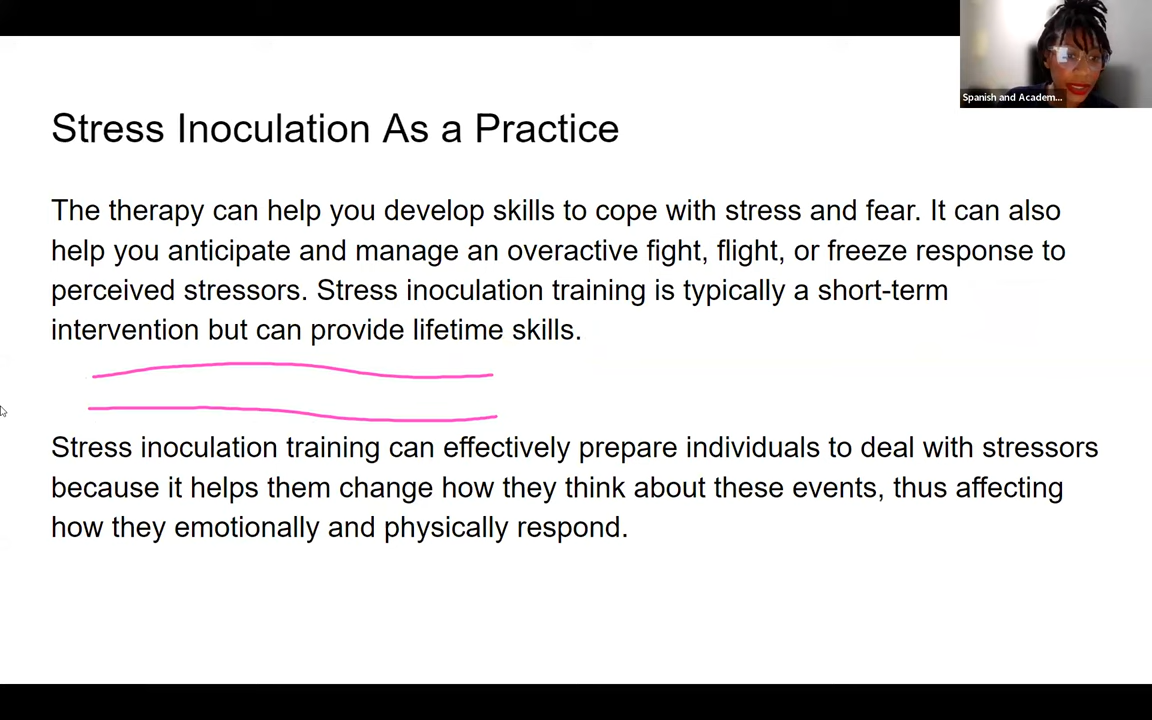 Spanish and Academ...
Stress Inoculation As a Practice
The therapy can help you develop skills to cope with stress and fear. It can also
help you anticipate and manage an overactive fight, flight, or freeze response to
perceived stressors. Stress inoculation training is typically a short-term
intervention but can provide lifetime skills.
Stress inoculation training can effectively prepare individuals to deal with stressors
because it helps them change how they think about these events, thus affecting
how they emotionally and physically respond.